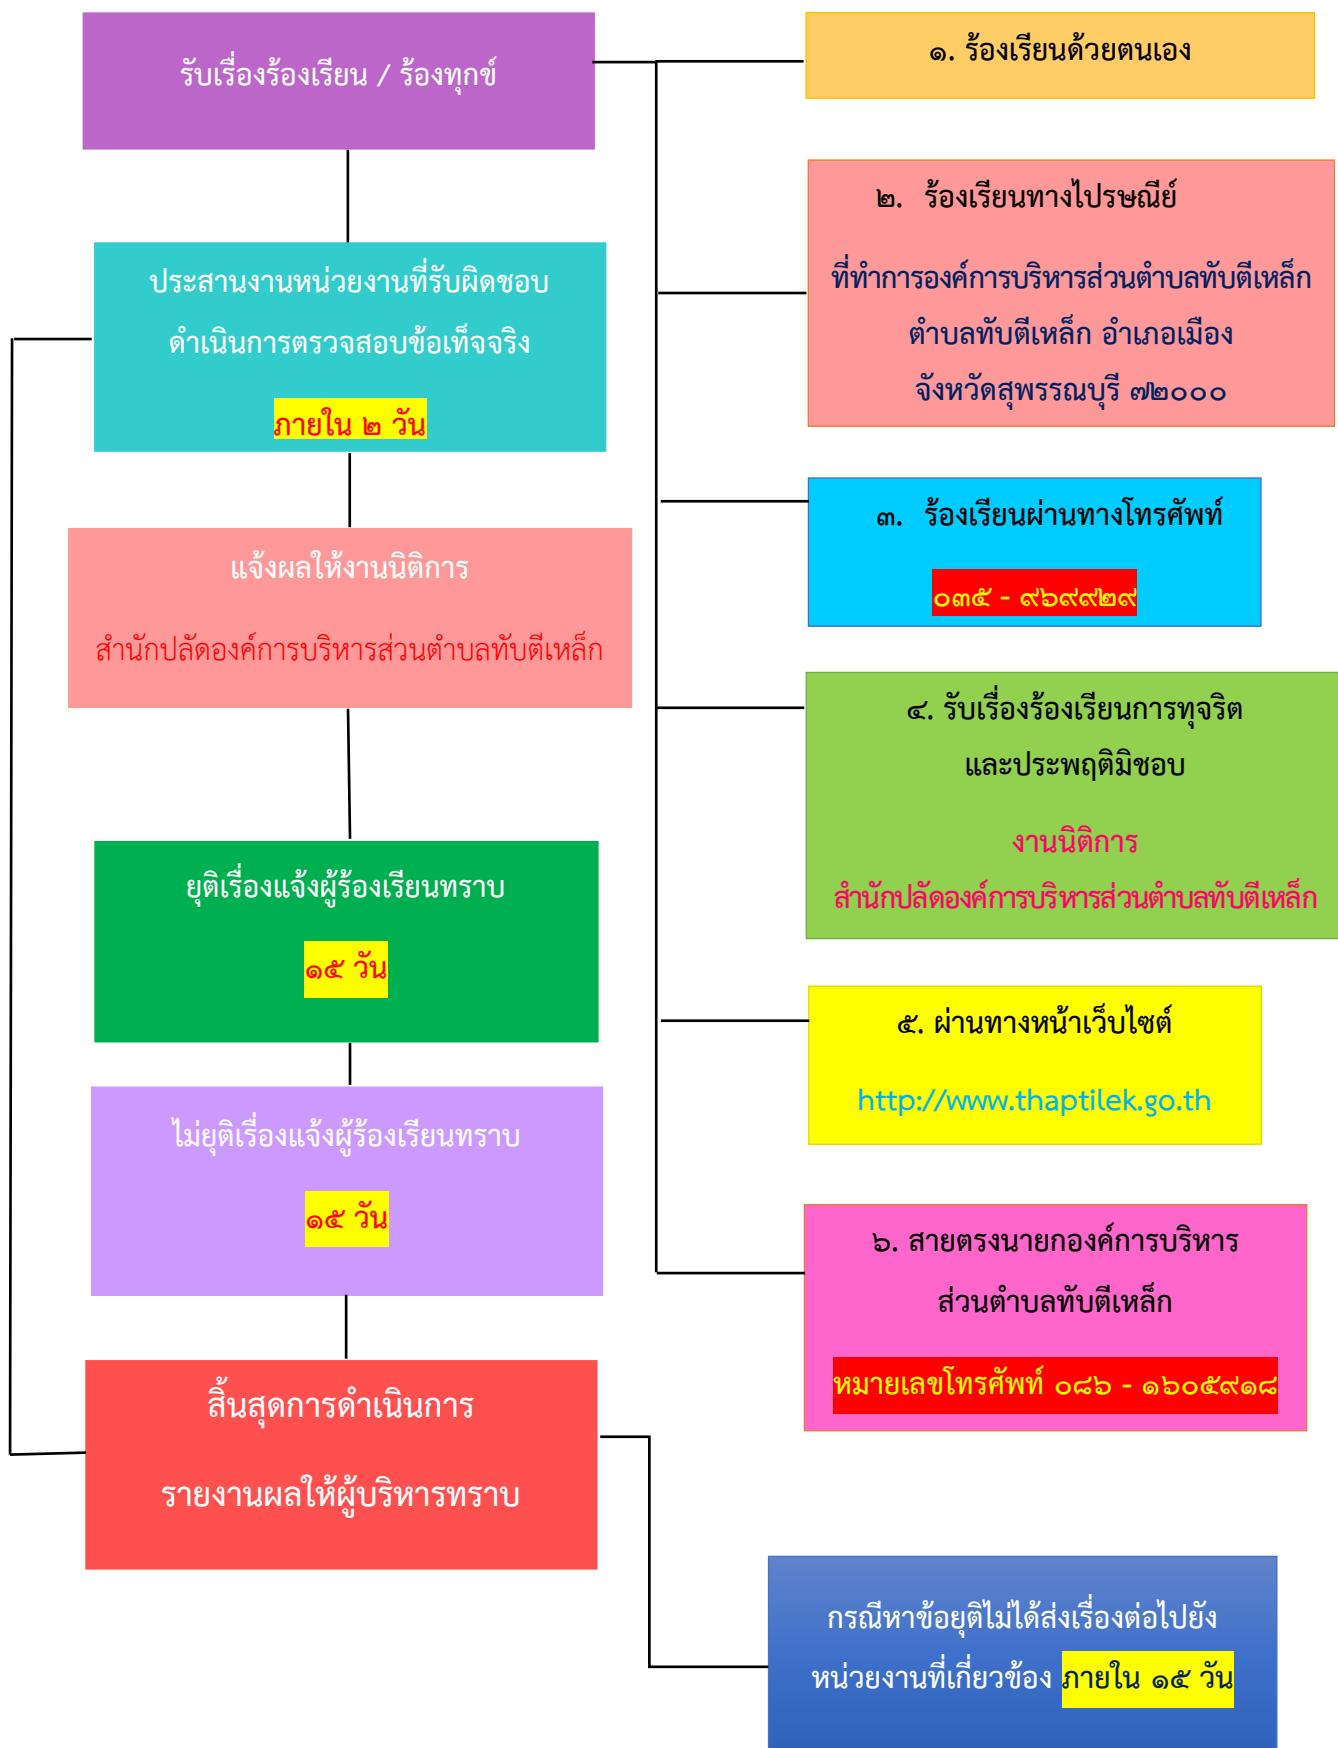 รับเรื่องร้องเรียน / ร้องทุกข์
ประสานงานหน่วยงานที่รับผิดชอบ
ดำเนินการตรวจสอบข้อเท็จจริง
ภายใน ๒ วัน
แจ้งผลให้งานนิติการ
สำนักปลัดองค์การบริหารส่วนตำบลทับตีเหล็ก
ยุติเรื่องแจ้งผู้ร้องเรียนทราบ
๑๕ วัน
ไม่ยุติเรื่องแจ้งผู้ร้องเรียนทราบ
๑๕ วัน
สิ้นสุดการดำเนินการ
รายงานผลให้ผู้บริหารทราบ
๑. ร้องเรียนด้วยตนเอง
๒. ร้องเรียนทางไปรษณีย์
ที่ทำการองค์การบริหารส่วนตำบลทับตีเหล็ก
ตำบลทับตีเหล็ก อำเภอเมือง
จังหวัดสุพรรณบุรี ๗๒๐๐๐
๓. ร้องเรียนผ่านทางโทรศัพท์
๐๓๕ - ๙๖๙๙๒๙
๔. รับเรื่องร้องเรียนการทุจริต
และประพฤติมิชอบ
งานนิติการ
สำนักปลัดองค์การบริหารส่วนตำบลทับตีเหล็ก
๕. ผ่านทางหน้าเว็บไซต์
http://www.thaptilek.go.th
๖. สายตรงนายกองค์การบริหาร
ส่วนตำบลทับตีเหล็ก
หมายเลขโทรศัพท์ ๐๘๖ - ๑๖๐๕๙๑๘
กรณีหาข้อยุติไม่ได้ส่งเรื่องต่อไปยัง
หน่วยงานที่เกี่ยวข้อง ภายใน ๑๕ วัน